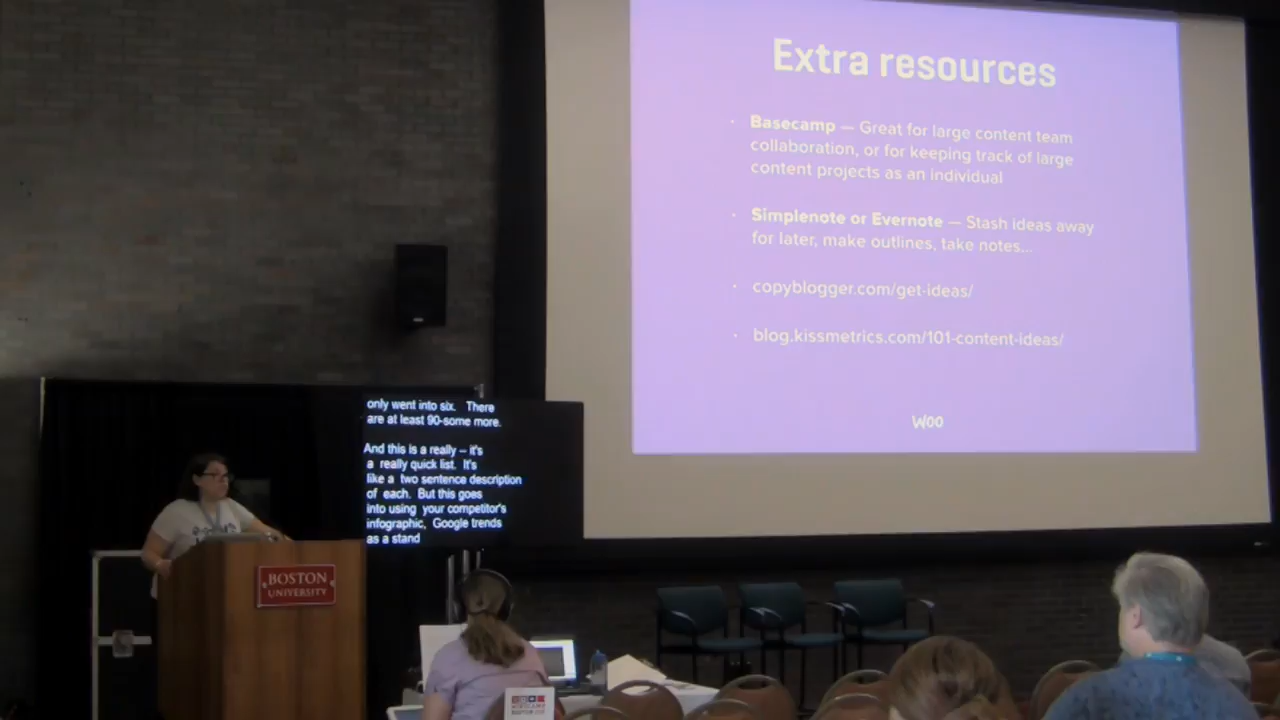 Extra resources
Basecamp — Great for large content team
collaboration, or for keeping track of large
content projects as an individual
Simplenote or Evernote — Stash ideas away
for later, make outlines, take notes...
copyblogger.com/get-ideas/
blog.kissmetrics.com/101-content-ideas/
WOO
only went into six. There
are at least 90-some more.
And this is a really – it's
a really quick list. It's
like a two sentence description
of each. But this goes
into using your competitor's
infographic, Google trends
as a stand
BOSTON
UNIVERSITY